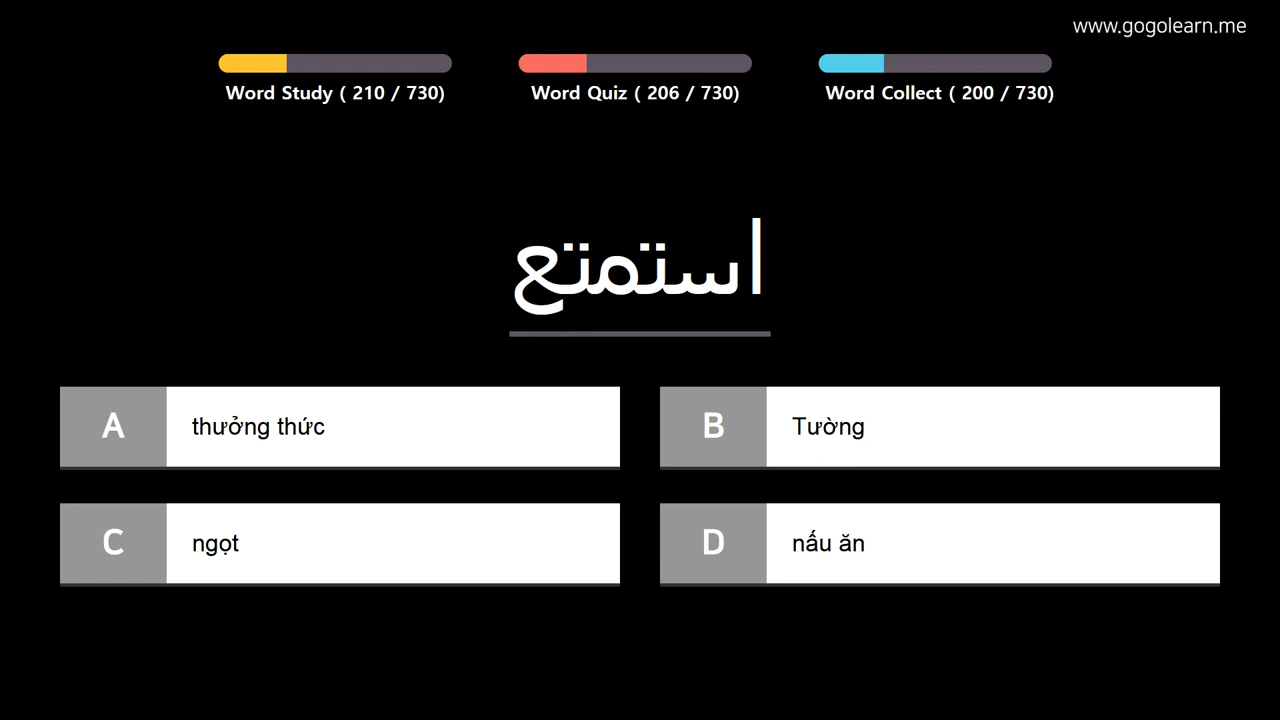 www.gogolearn.me
Word Study ( 210 / 730)
Word Quiz ( 206 / 730)
Word Collect ( 200 / 730)
استمتع
A thưởng thức
B Tường
C ngọt
D nấu ăn